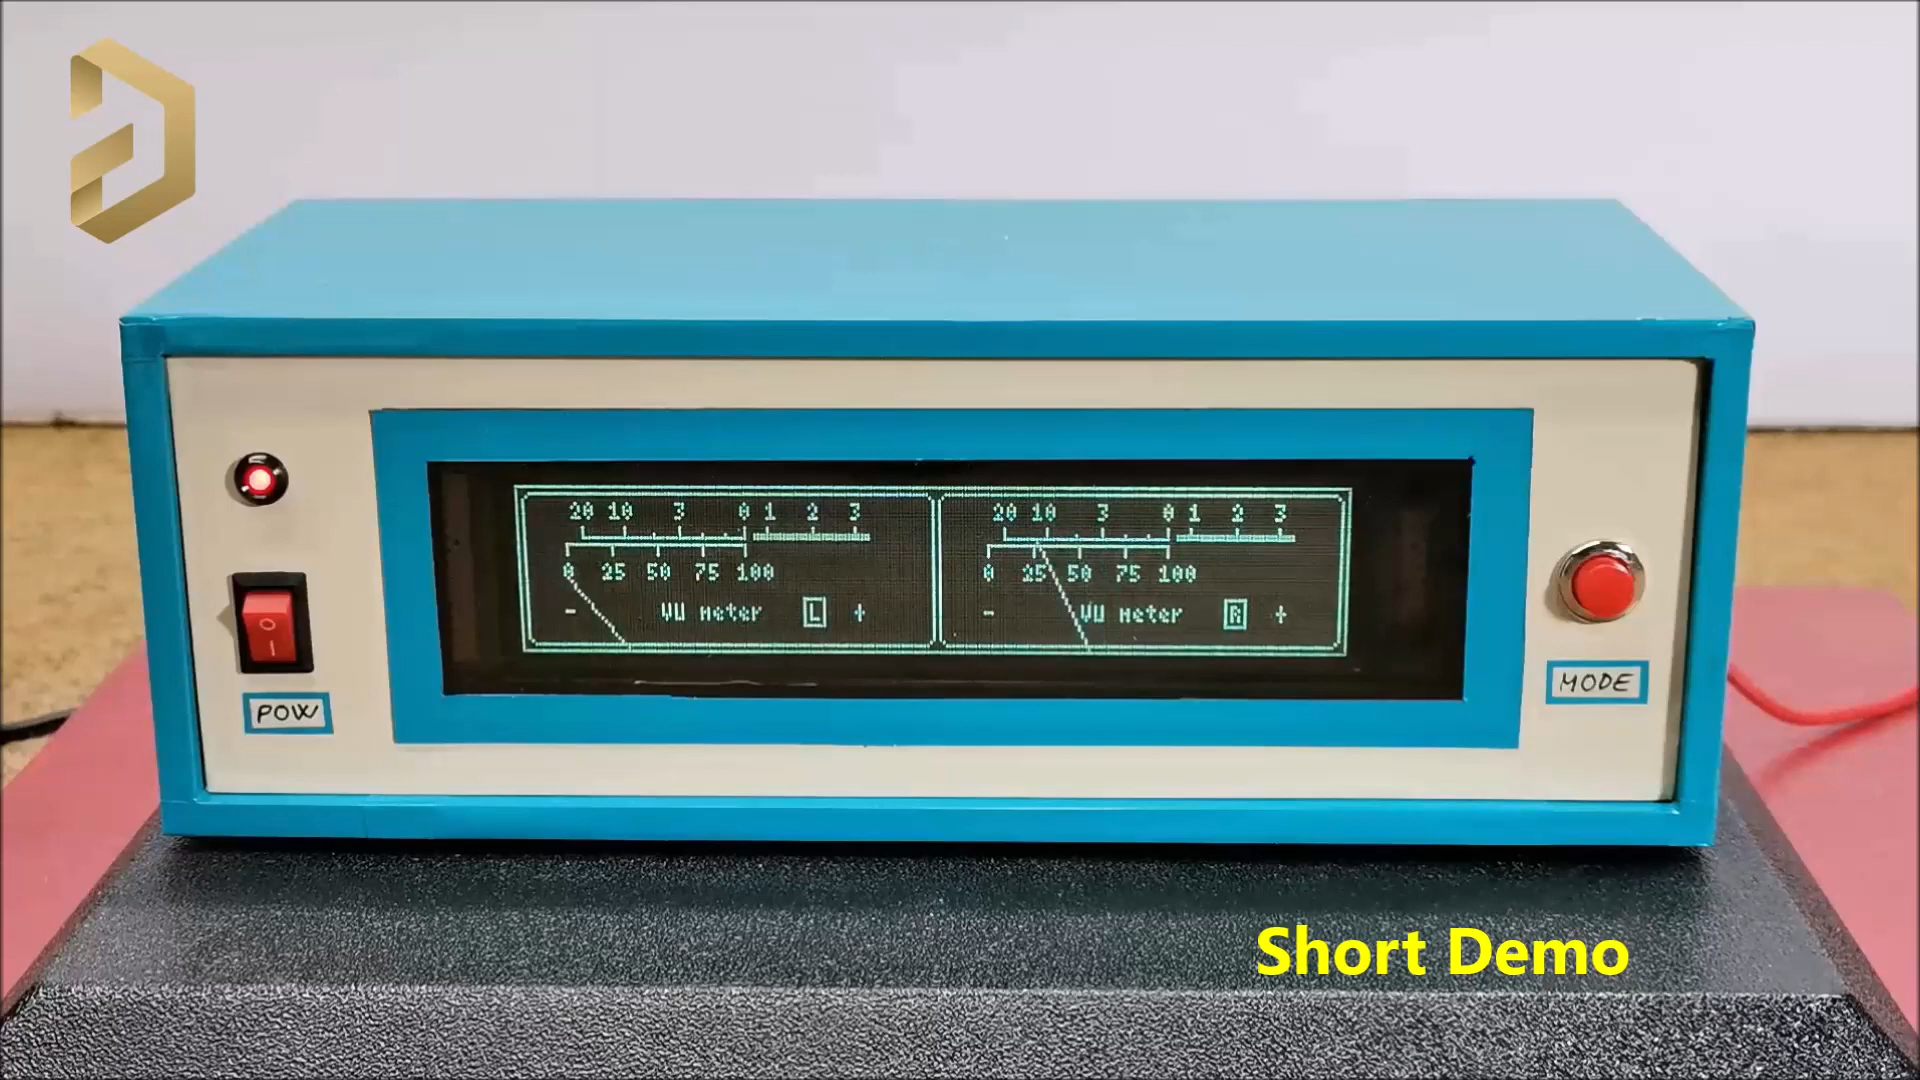 20 10 3 0 1 2 3
0 25 50 75 100
- VU meter L +
20 10 3 0 1 2 3
0 25 50 75 100
- VU meter R +
O
I
POW
MODE
Short Demo